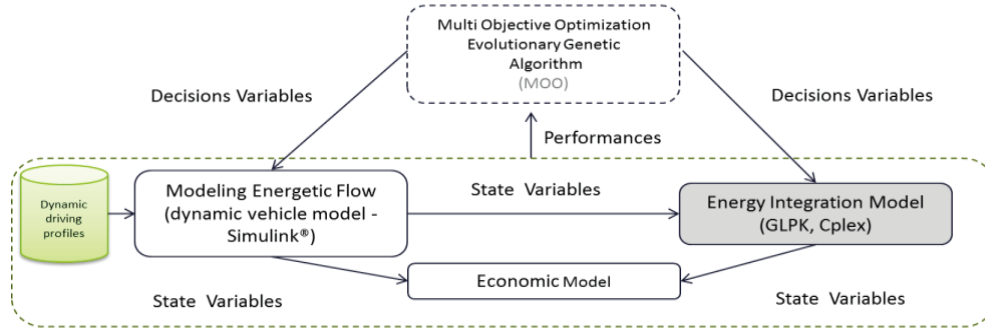 Multi Objective Optimization
Evolutionary Genetic
Algorithm
(MOO)
Decisions Variables
Decisions Variables
Performances
Dynamic
driving
profiles
Modeling Energetic Flow
(dynamic vehicle model -
Simulink®)
State Variables
Energy Integration Model
(GLPK, Cplex)
Economic Model
State Variables
State Variables